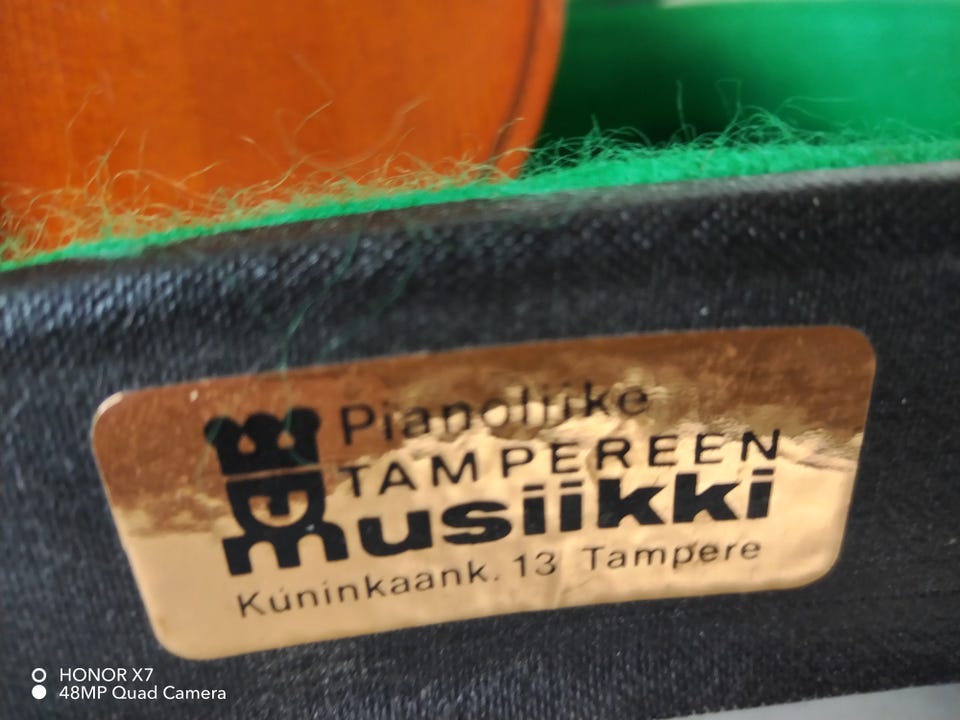 Pianoliike
TAMPEREEN
musiikki
Kuninkaank. 13 Tampere
HONOR X7
48MP Quad Camera